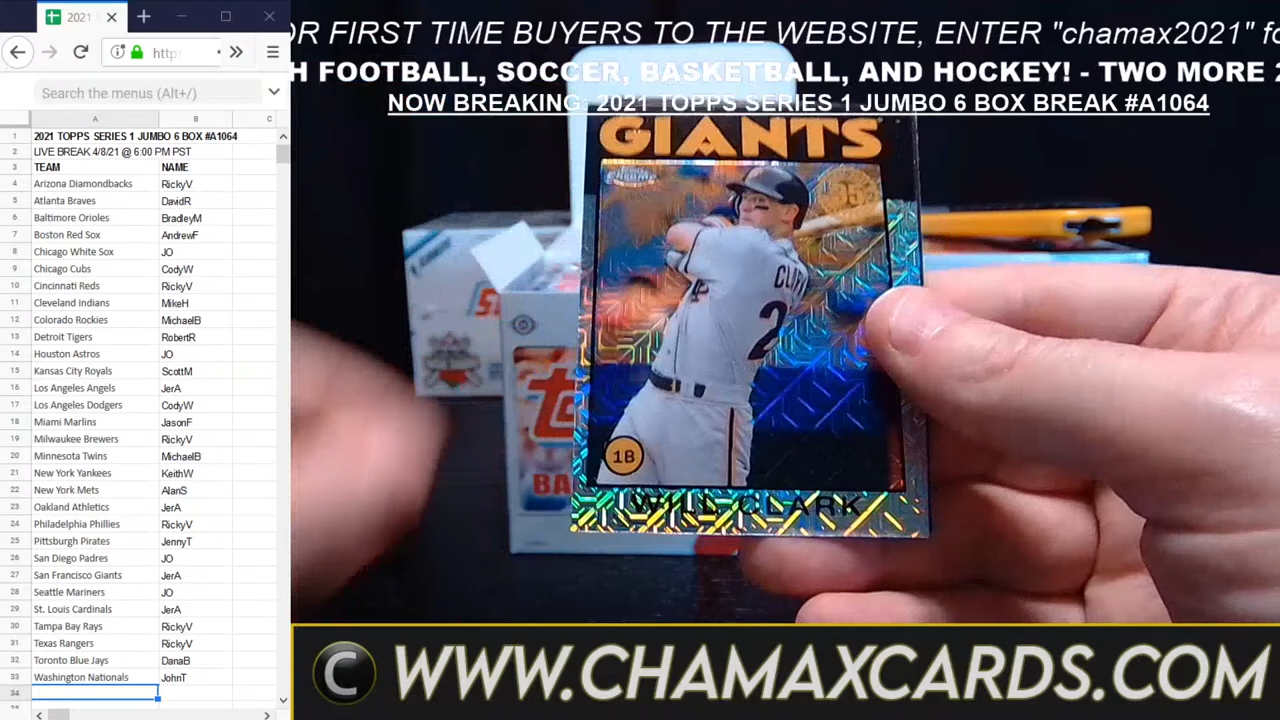 2021
https
Search the menus (Alt+/)
A B C
1 2021 TOPPS SERIES 1 JUMBO 6 BOX #A1064
2 LIVE BREAK 4/8/21 @ 6:00 PM PST
3 TEAM NAME
4 Arizona Diamondbacks RickyV
5 Atlanta Braves DavidR
6 Baltimore Orioles BradleyM
7 Boston Red Sox AndrewF
8 Chicago White Sox JO
9 Chicago Cubs CodyW
10 Cincinnati Reds RickyV
11 Cleveland Indians MikeH
12 Colorado Rockies MichaelB
13 Detroit Tigers RobertR
14 Houston Astros JO
15 Kansas City Royals ScottM
16 Los Angeles Angels JerA
17 Los Angeles Dodgers CodyW
18 Miami Marlins JasonF
19 Milwaukee Brewers RickyV
20 Minnesota Twins MichaelB
21 New York Yankees KeithW
22 New York Mets AlanS
23 Oakland Athletics JerA
24 Philadelphia Phillies RickyV
25 Pittsburgh Pirates JennyT
26 San Diego Padres JO
27 San Francisco Giants JerA
28 Seattle Mariners JO
29 St. Louis Cardinals JerA
30 Tampa Bay Rays RickyV
31 Texas Rangers RickyV
32 Toronto Blue Jays DanaB
33 Washington Nationals JohnT
34
OR FIRST TIME BUYERS TO THE WEBSITE, ENTER "chamax2021" fo
H FOOTBALL, SOCCER, BASKETBALL, AND HOCKEY! - TWO MORE 2
NOW BREAKING: 2021 TOPPS SERIES 1 JUMBO 6 BOX BREAK #A1064
GIANTS
35
1B
WILL CLARK
C WWW.CHAMAXCARDS.COM